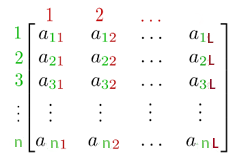 1 2 ...
1 a11 a12 ... a1L
2 a21 a22 ... a2L
3 a31 a32 ... a3L
⋮ ⋮ ⋮ ⋮ ⋮
n an1 an2 ... anL